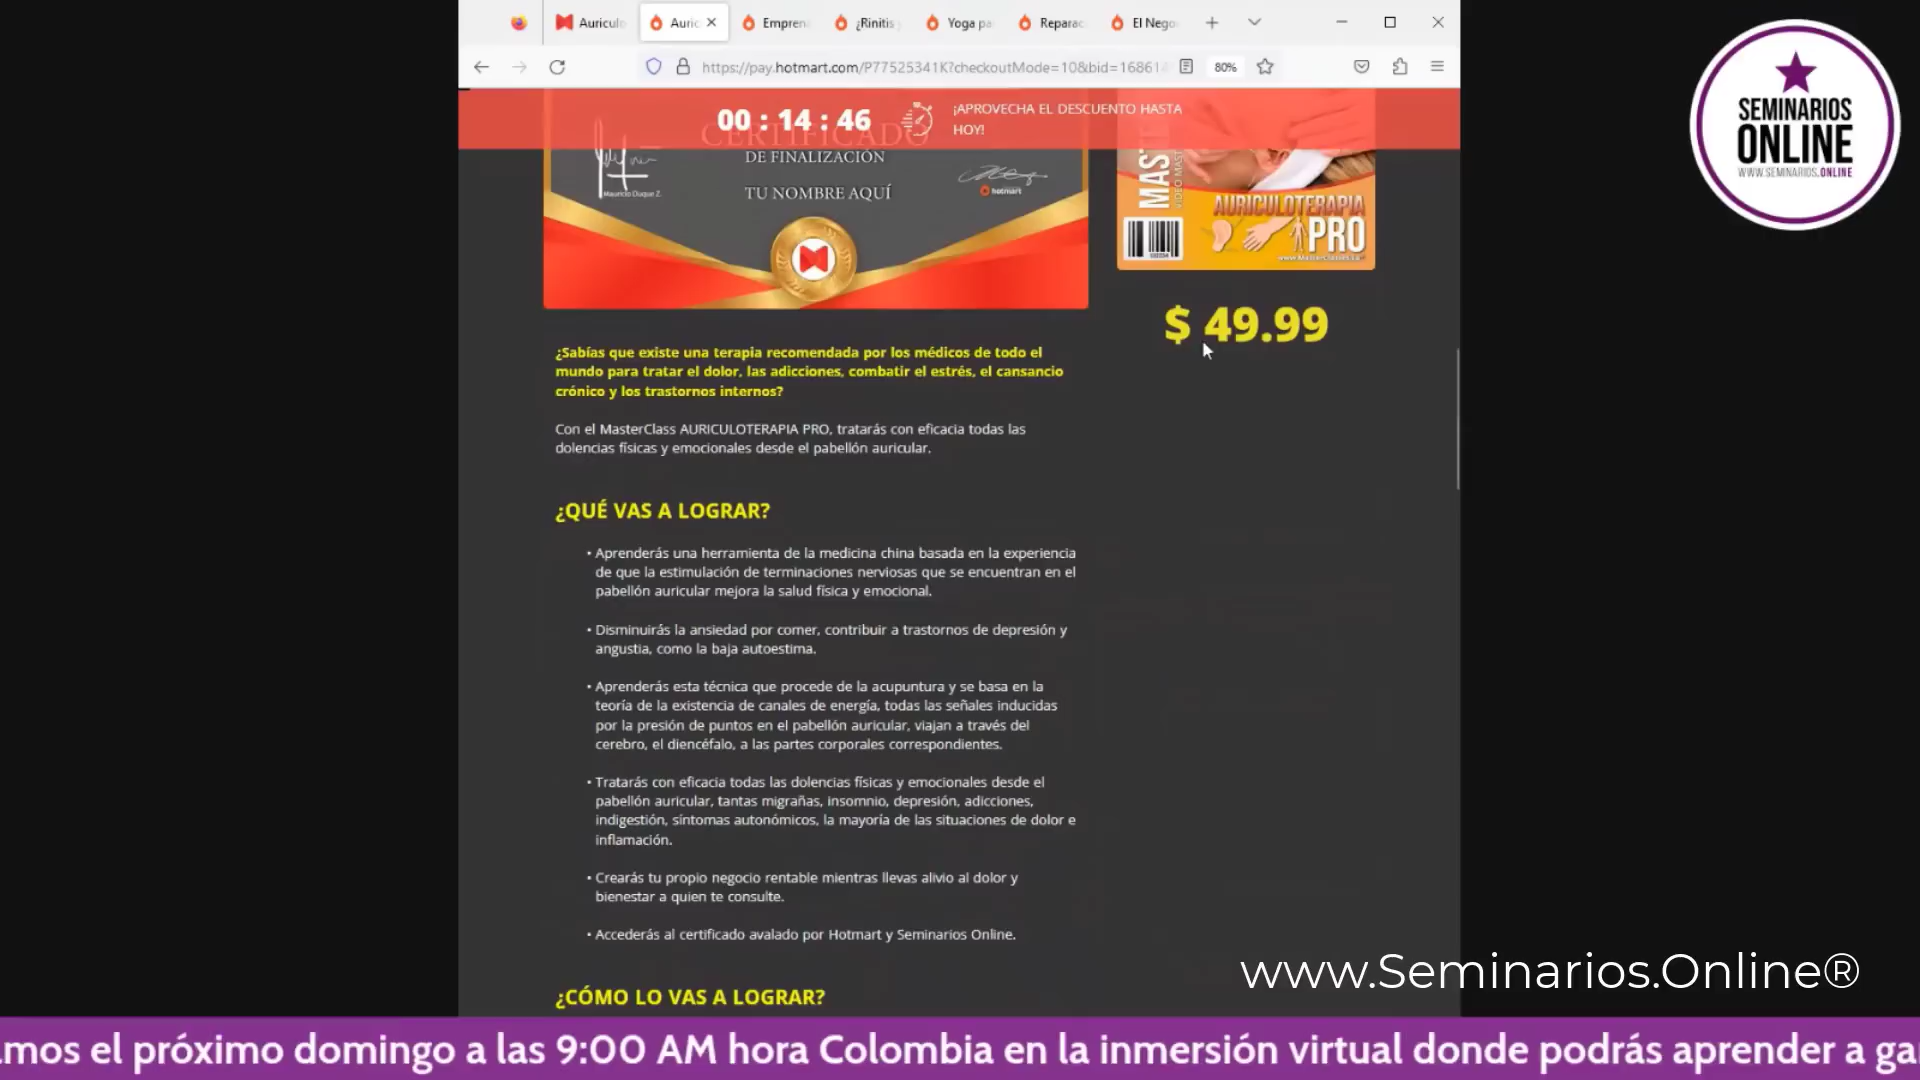 Auriculo
Auric
Empren
¿Rinitis
Yoga pa
Reparac
El Nego
https://pay.hotmart.com/P77525341K?checkoutMode=10&bid=16861
80%
00 : 14 : 46
¡APROVECHA EL DESCUENTO HASTA
HOY!
CERTIFICADO
DE FINALIZACIÓN
TU NOMBRE AQUÍ
Mauricio Duque Z.
hotmart
MAST
AURICULOTERAPIA
PRO
$ 49.99
¿Sabías que existe una terapia recomendada por los médicos de todo el
mundo para tratar el dolor, las adicciones, combatir el estrés, el cansancio
crónico y los trastornos internos?
Con el MasterClass AURICULOTERAPIA PRO, tratarás con eficacia todas las
dolencias físicas y emocionales desde el pabellón auricular.
¿QUÉ VAS A LOGRAR?
• Aprenderás una herramienta de la medicina china basada en la experiencia
de que la estimulación de terminaciones nerviosas que se encuentran en el
pabellón auricular mejora la salud física y emocional.
• Disminuirás la ansiedad por comer, contribuir a trastornos de depresión y
angustia, como la baja autoestima.
• Aprenderás esta técnica que procede de la acupuntura y se basa en la
teoría de la existencia de canales de energía, todas las señales inducidas
por la presión de puntos en el pabellón auricular, viajan a través del
cerebro, el diencéfalo, a las partes corporales correspondientes.
• Tratarás con eficacia todas las dolencias físicas y emocionales desde el
pabellón auricular, tantas migrañas, insomnio, depresión, adicciones,
indigestión, síntomas autonómicos, la mayoría de las situaciones de dolor e
inflamación.
• Crearás tu propio negocio rentable mientras llevas alivio al dolor y
bienestar a quien te consulte.
• Accederás al certificado avalado por Hotmart y Seminarios Online.
¿CÓMO LO VAS A LOGRAR?
SEMINARIOS
ONLINE
WWW.SEMINARIOS.ONLINE
www.Seminarios.Online®
amos el próximo domingo a las 9:00 AM hora Colombia en la inmersión virtual donde podrás aprender a gar